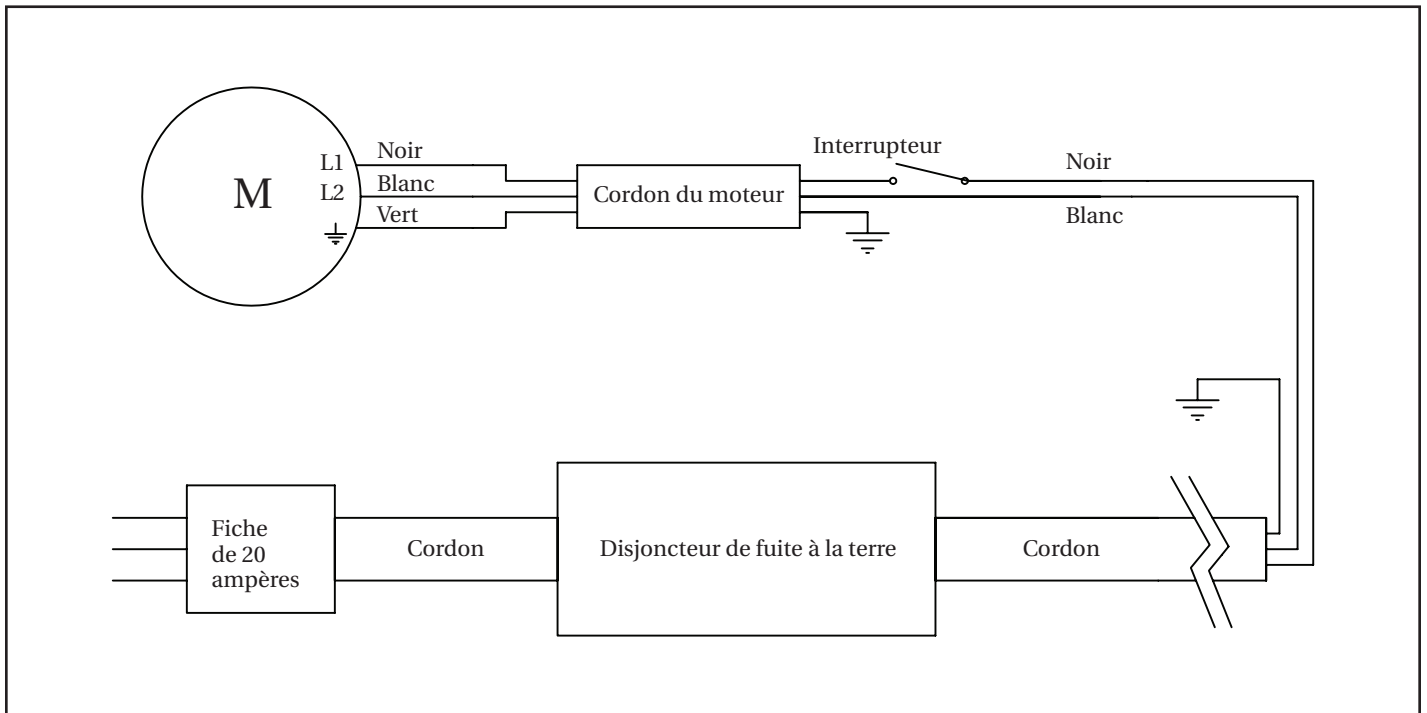 Interrupteur
L1
Noir
Noir
M
L2
Blanc
Cordon du moteur
Vert
Blanc
Fiche
de 20
ampères
Cordon
Disjoncteur de fuite à la terre
Cordon